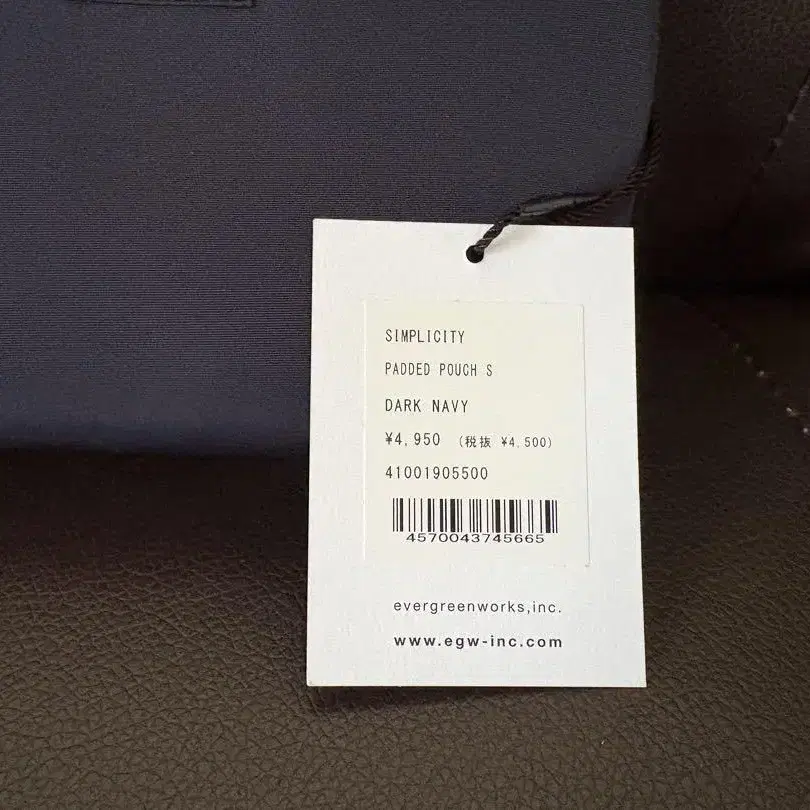 SIMPLICITY
PADDED POUCH S
DARK NAVY
¥4,950 (税抜 ¥4,500)
41001905500
4570043745665
evergreenworks,inc.
www.egw-inc.com